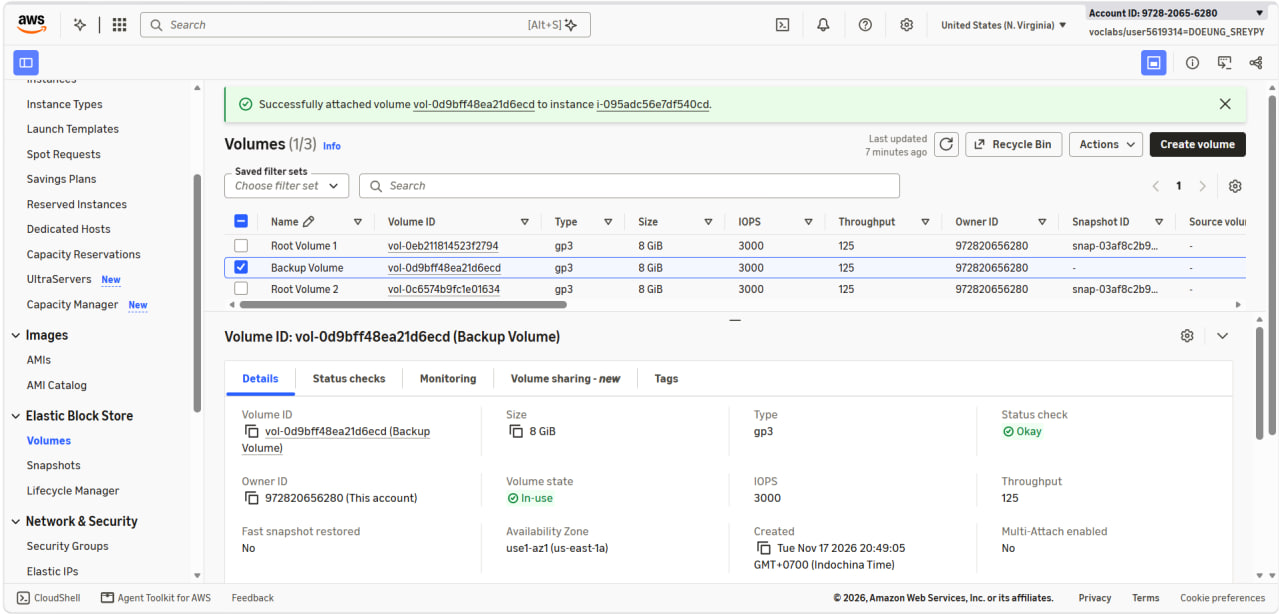 aws
Search
[Alt+S]
United States (N. Virginia)
Account ID: 9728-2065-6280
voclabs/user5619314=DOEUNG_SREYPY
Instances
Instance Types
Launch Templates
Spot Requests
Savings Plans
Reserved Instances
Dedicated Hosts
Capacity Reservations
UltraServers New
Capacity Manager New
Images
AMIs
AMI Catalog
Elastic Block Store
Volumes
Snapshots
Lifecycle Manager
Network & Security
Security Groups
Elastic IPs
Successfully attached volume vol-0d9bff48ea21d6ecd to instance i-095adc56e7df540cd.
Volumes (1/3) Info
Last updated
7 minutes ago
Recycle Bin
Actions
Create volume
Saved filter sets
Choose filter set
Search
1
Name Volume ID Type Size IOPS Throughput Owner ID Snapshot ID Source volu
Root Volume 1 vol-0eb211814523f2794 gp3 8 GiB 3000 125 972820656280 snap-03af8c2b9... -
Backup Volume vol-0d9bff48ea21d6ecd gp3 8 GiB 3000 125 972820656280 - -
Root Volume 2 vol-0c6574b9fc1e01634 gp3 8 GiB 3000 125 972820656280 snap-03af8c2b9... -
Volume ID: vol-0d9bff48ea21d6ecd (Backup Volume)
Details Status checks Monitoring Volume sharing - new Tags
Volume ID
vol-0d9bff48ea21d6ecd (Backup
Volume)
Size
8 GiB
Type
gp3
Status check
Okay
Owner ID
972820656280 (This account)
Volume state
In-use
IOPS
3000
Throughput
125
Fast snapshot restored
No
Availability Zone
use1-az1 (us-east-1a)
Created
Tue Nov 17 2026 20:49:05
GMT+0700 (Indochina Time)
Multi-Attach enabled
No
CloudShell
Agent Toolkit for AWS
Feedback
© 2026, Amazon Web Services, Inc. or its affiliates.
Privacy
Terms
Cookie preferences